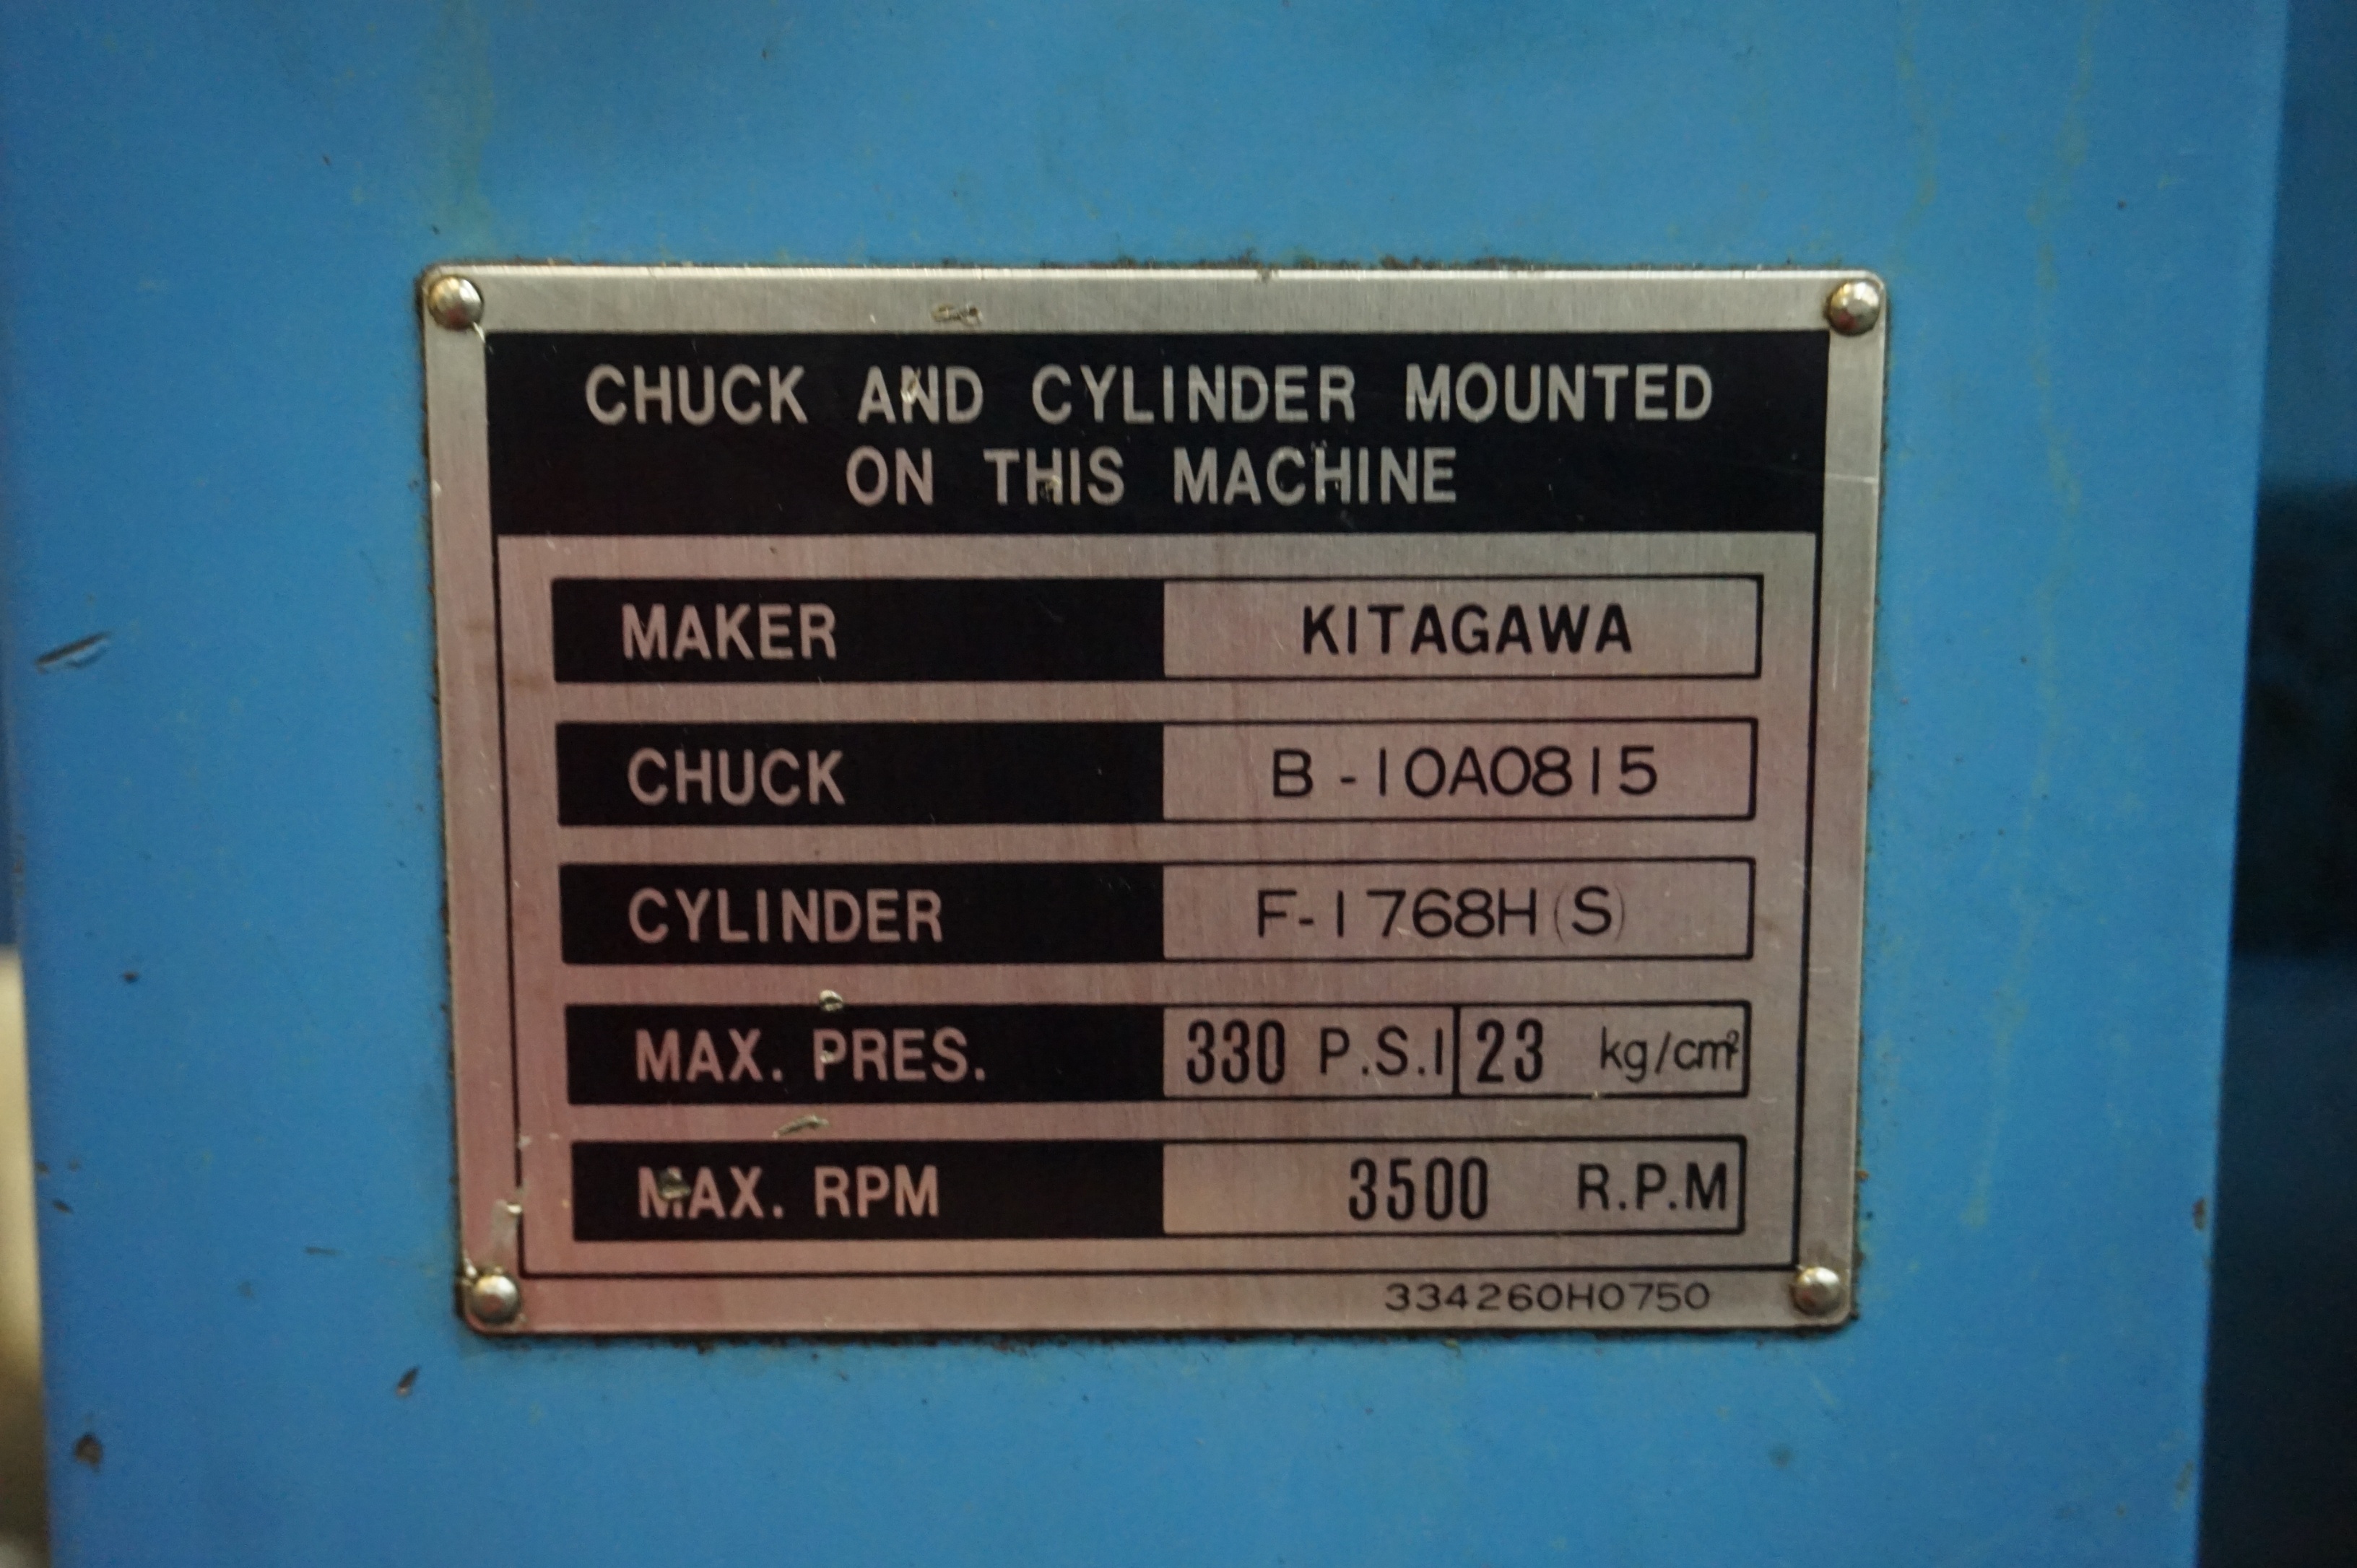 CHUCK AND CYLINDER MOUNTED
ON THIS MACHINE
MAKER KITAGAWA
CHUCK B-10A0815
CYLINDER F-1768H(S)
MAX. PRES. 330 P.S.I 23 kg/cm²
MAX. RPM 3500 R.P.M
334260H0750